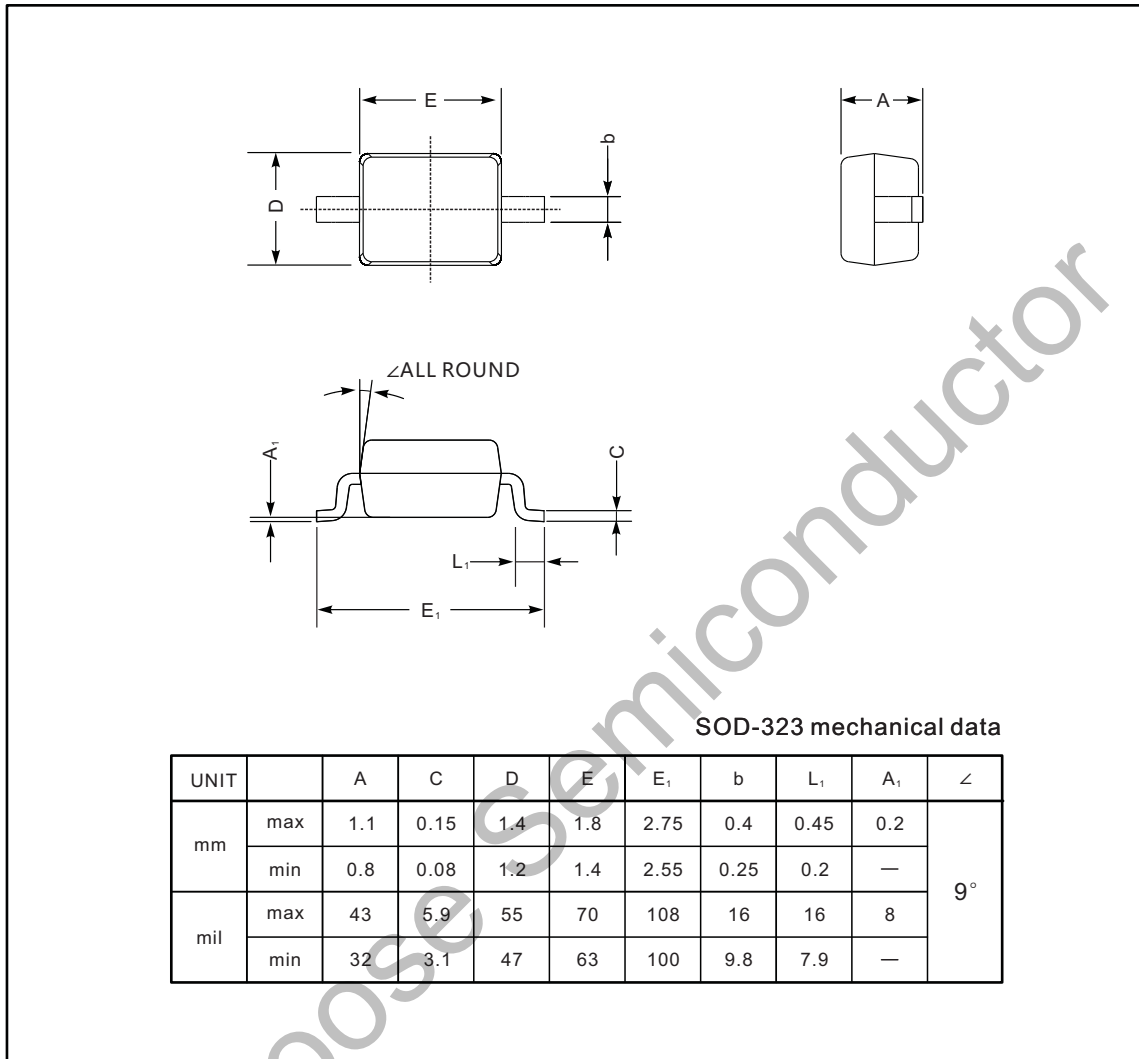 E
A
b
D
∠ALL ROUND
A₁
C
L₁
E₁
SOD-323 mechanical data
UNIT A C D E E₁ b L₁ A₁ ∠
mm max 1.1 0.15 1.4 1.8 2.75 0.4 0.45 0.2 9°
min 0.8 0.08 1.2 1.4 2.55 0.25 0.2 —
mil max 43 5.9 55 70 108 16 16 8
min 32 3.1 47 63 100 9.8 7.9 —
Semiconductor